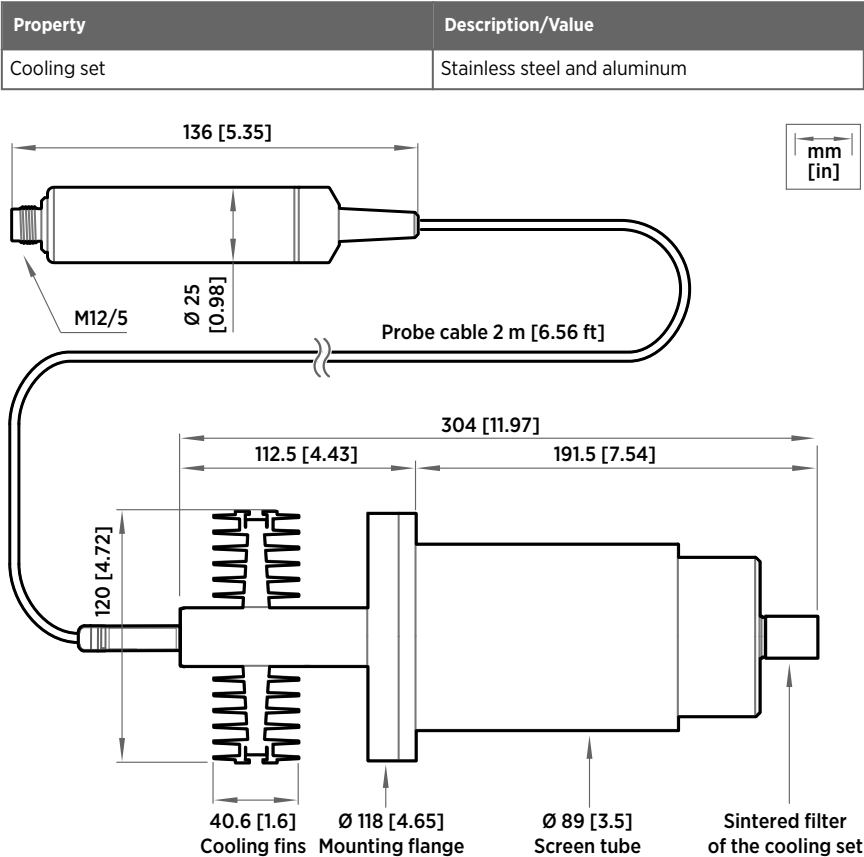 Property Description/Value
Cooling set Stainless steel and aluminum
136 [5.35]
mm
[in]
M12/5
Ø 25
[0.98]
Probe cable 2 m [6.56 ft]
304 [11.97]
112.5 [4.43] 191.5 [7.54]
120 [4.72]
40.6 [1.6] Ø 118 [4.65] Ø 89 [3.5] Sintered filter
Cooling fins Mounting flange Screen tube of the cooling set